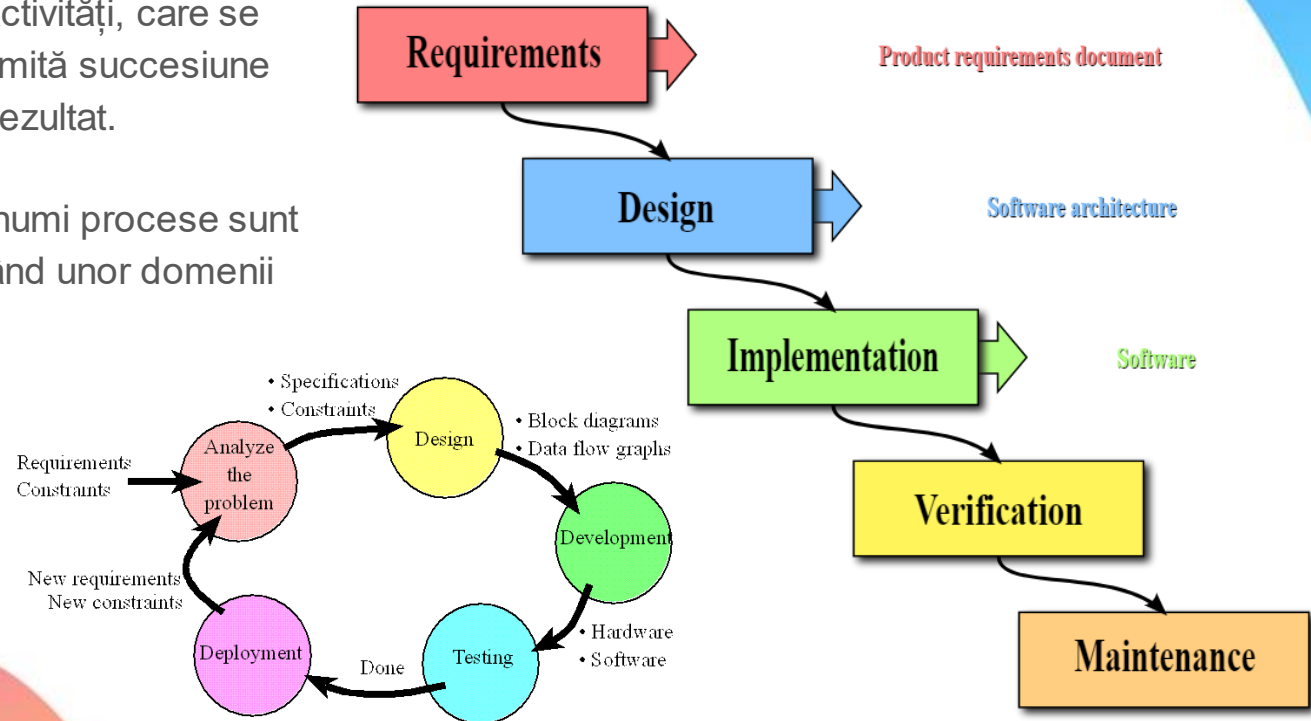 ctivități, care se
mită succesiune
ezultat.
numi procese sunt
ând unor domenii
Requirements
Product requirements document
Design
Software architecture
Implementation
Software
Verification
Maintenance
Requirements
Constraints
Analyze
the
problem
• Specifications
• Constraints
Design
• Block diagrams
• Data flow graphs
Development
• Hardware
• Software
Testing
Done
Deployment
New requirements
New constraints